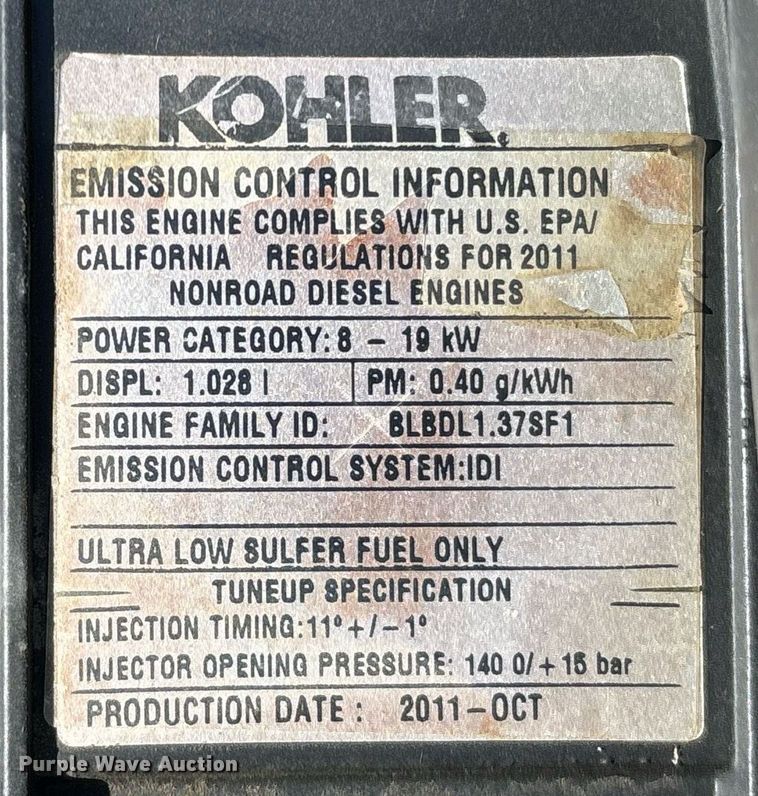 KOHLER.
EMISSION CONTROL INFORMATION
THIS ENGINE COMPLIES WITH U.S. EPA/
CALIFORNIA REGULATIONS FOR 2011
NONROAD DIESEL ENGINES
POWER CATEGORY: 8 – 19 kW
DISPL: 1.028 l PM: 0.40 g/kWh
ENGINE FAMILY ID: BLBDL1.37SF1
EMISSION CONTROL SYSTEM:IDI
ULTRA LOW SULFER FUEL ONLY
TUNEUP SPECIFICATION
INJECTION TIMING:11° +/–1°
INJECTOR OPENING PRESSURE: 140 0/+15 bar
PRODUCTION DATE : 2011–OCT
Purple Wave Auction